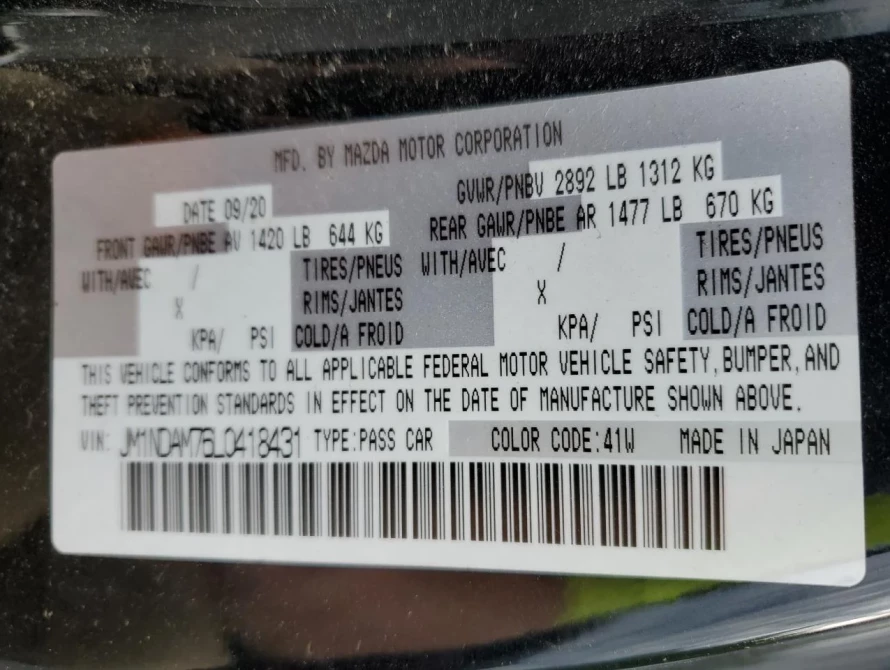 MFD. BY MAZDA MOTOR CORPORATION
DATE 09/20 GVWR/PNBV 2892 LB 1312 KG
FRONT GAWR/PNBE AV 1420 LB 644 KG REAR GAWR/PNBE AR 1477 LB 670 KG
WITH/AVEC / TIRES/PNEUS WITH/AVEC / TIRES/PNEUS
X RIMS/JANTES X RIMS/JANTES
KPA/ PSI COLD/A FROID KPA/ PSI COLD/A FROID
THIS VEHICLE CONFORMS TO ALL APPLICABLE FEDERAL MOTOR VEHICLE SAFETY, BUMPER, AND
THEFT PREVENTION STANDARDS IN EFFECT ON THE DATE OF MANUFACTURE SHOWN ABOVE.
VIN: JM1NDAM76L0418431 TYPE:PASS CAR COLOR CODE:41W MADE IN JAPAN